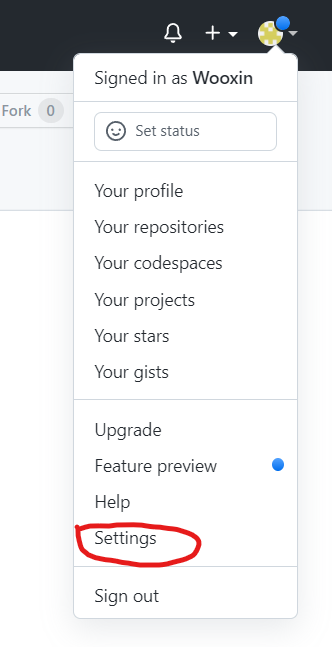 Signed in as Wooxin
Fork 0
Set status
Your profile
Your repositories
Your codespaces
Your projects
Your stars
Your gists
Upgrade
Feature preview
Help
Settings
Sign out